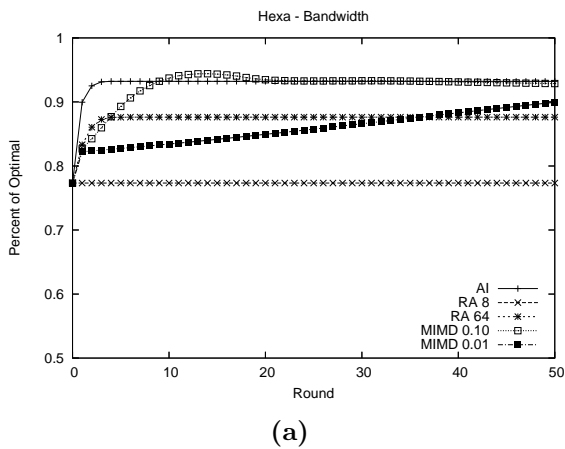 Hexa - Bandwidth
1
0.9
0.8
0.7
0.6
0.5
Percent of Optimal
0 10 20 30 40 50
Round
AI
RA 8
RA 64
MIMD 0.10
MIMD 0.01
(a)